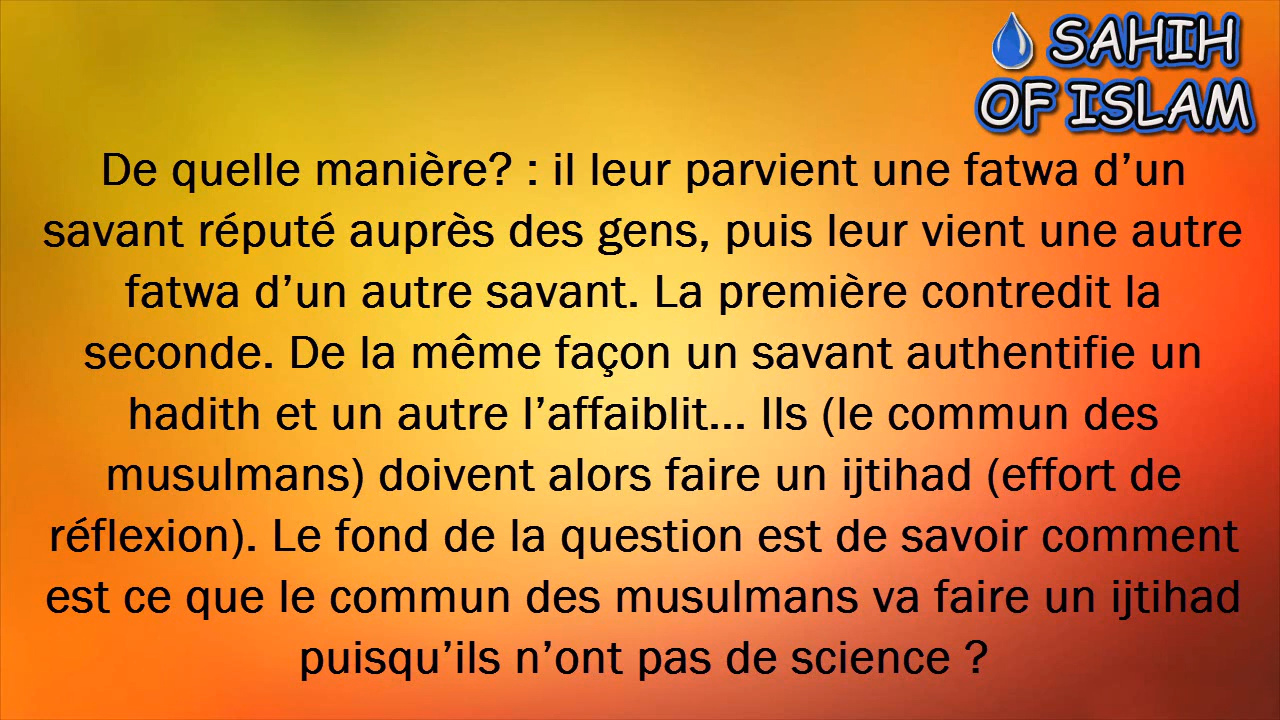 SAHIH
OF ISLAM
De quelle manière? : il leur parvient une fatwa d’un
savant réputé auprès des gens, puis leur vient une autre
fatwa d’un autre savant. La première contredit la
seconde. De la même façon un savant authentifie un
hadith et un autre l’affaiblit... Ils (le commun des
musulmans) doivent alors faire un ijtihad (effort de
réflexion). Le fond de la question est de savoir comment
est ce que le commun des musulmans va faire un ijtihad
puisqu’ils n’ont pas de science ?